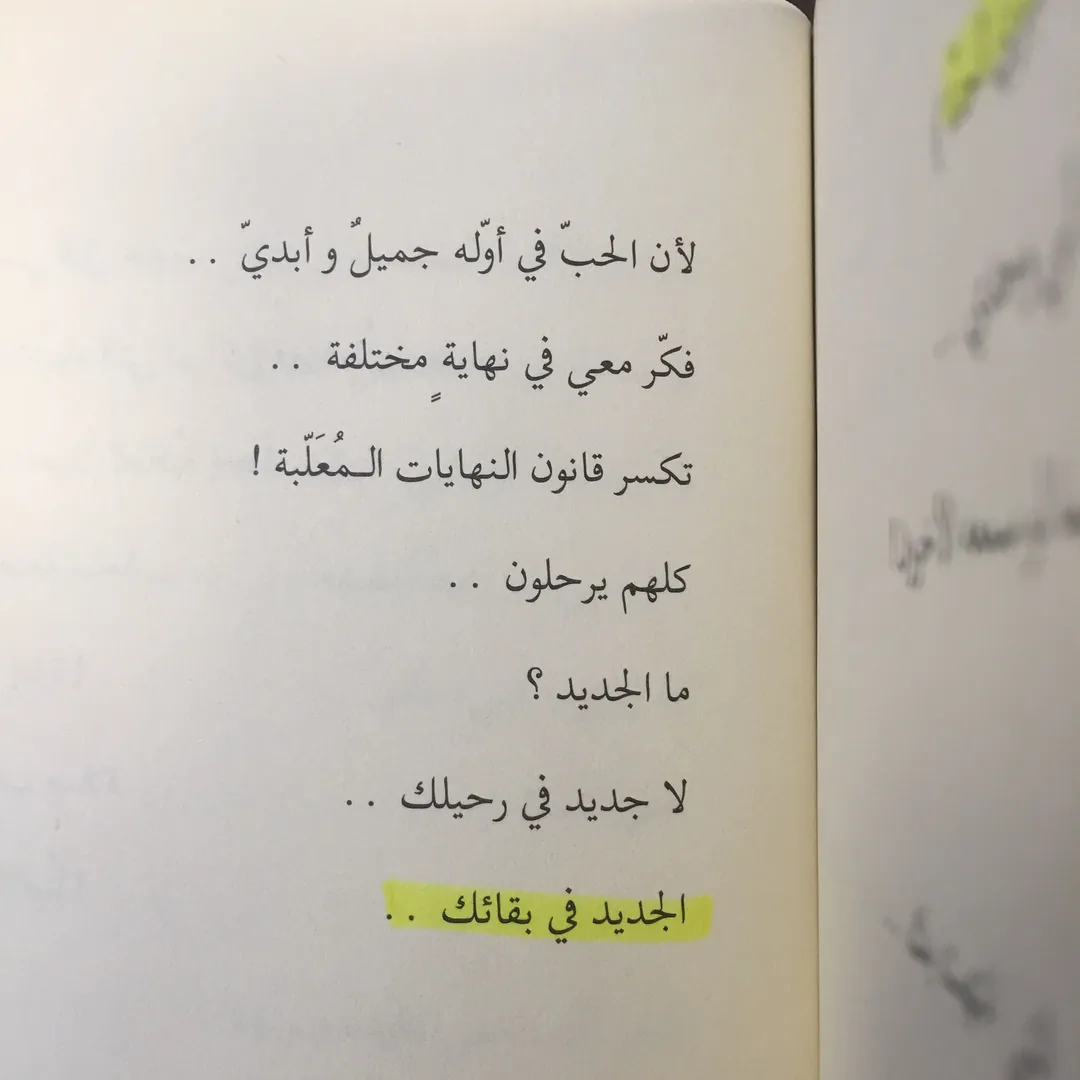 لأن الحبّ في أوّله جميلٌ و أبديّ ..
فكّر معي في نهايةٍ مختلفة ..
تكسر قانون النهايات الـمُعَلّبة !
كلهم يرحلون ..
ما الجديد ؟
لا جديد في رحيلك ..
الجديد في بقائك ..